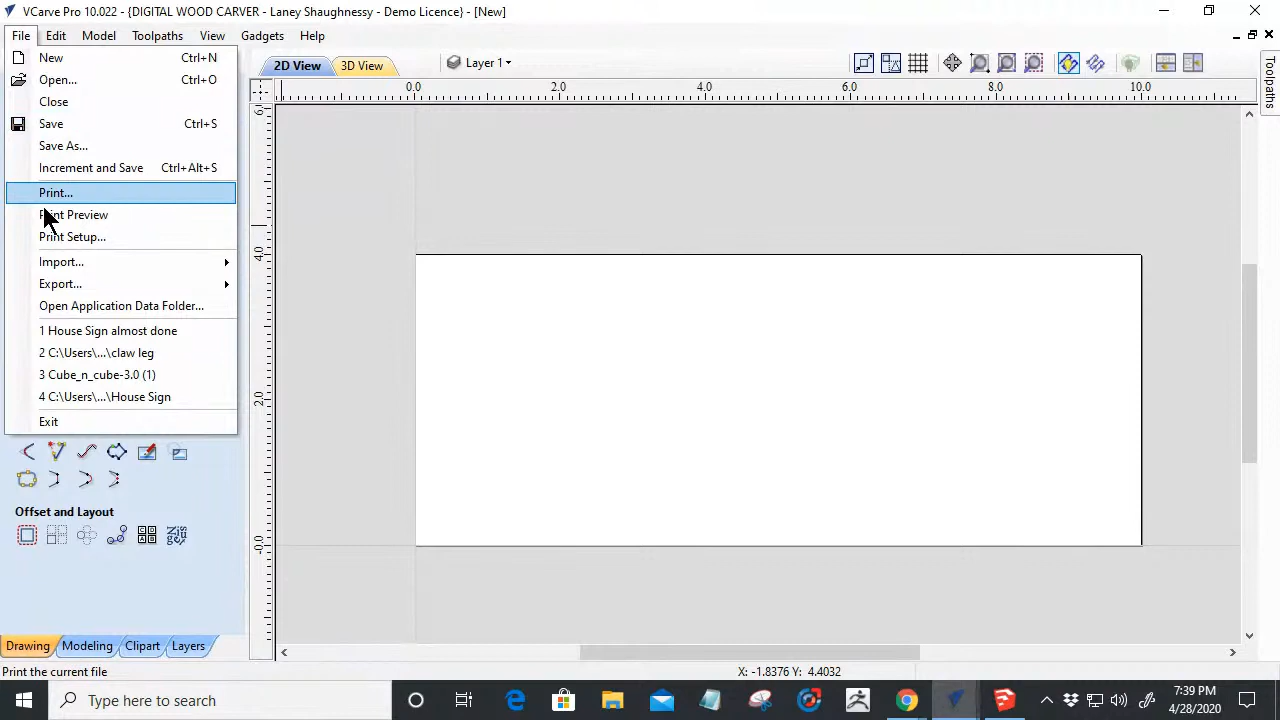 VCarve Pro 10.022 - {DIGITAL WOOD CARVER - Laney Shaughnessy - Demo Licence} - [New]
File Edit Model Toolpaths View Gadgets Help
New Ctrl+N
Open... Ctrl+O
Close
Save Ctrl+S
Save As...
Increment and Save Ctrl+Alt+S
Print...
Print Preview
Print Setup...
Import...
Export...
Open Application Data Folder...
1 House Sign almost done
2 C:\Users\...\claw leg
3 Cube_n_cube-3.0 (1)
4 C:\Users\...\House Sign
Exit
Offset and Layout
Drawing Modeling Clipart Layers
Print the current file
2D View 3D View Layer 1
0.0 2.0 4.0 6.0 8.0 10.0
6
4.0
2.0
-0.0
Toolpaths
X: -1.8376 Y: 4.4032
Type here to search
7:39 PM
4/28/2020